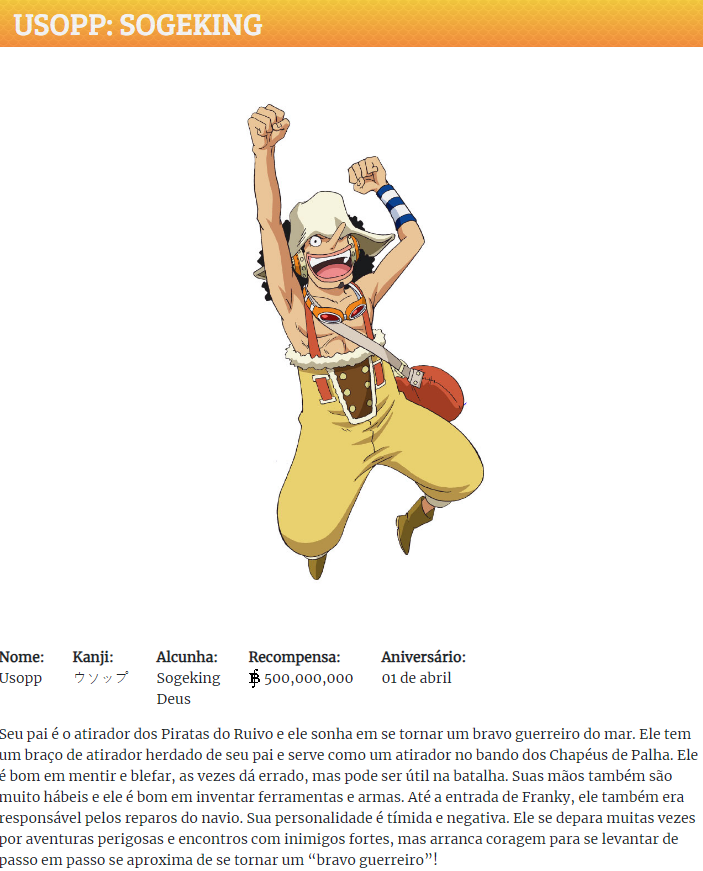 USOPP: SOGEKING
Nome: Kanji: Alcunha: Recompensa: Aniversário:
Usopp ウソップ Sogeking ฿ 500,000,000 01 de abril
Deus
Seu pai é o atirador dos Piratas do Ruivo e ele sonha em se tornar um bravo guerreiro do mar. Ele tem
um braço de atirador herdado de seu pai e serve como um atirador no bando dos Chapéus de Palha. Ele
é bom em mentir e blefar, as vezes dá errado, mas pode ser útil na batalha. Suas mãos também são
muito hábeis e ele é bom em inventar ferramentas e armas. Até a entrada de Franky, ele também era
responsável pelos reparos do navio. Sua personalidade é tímida e negativa. Ele se depara muitas vezes
por aventuras perigosas e encontros com inimigos fortes, mas arranca coragem para se levantar de
passo em passo se aproxima de se tornar um “bravo guerreiro”!